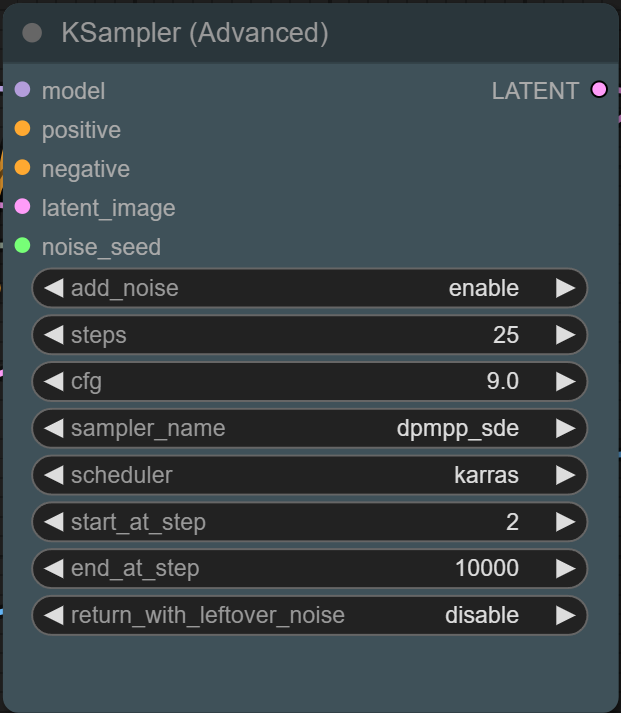 KSampler (Advanced)
model LATENT
positive
negative
latent_image
noise_seed
add_noise enable
steps 25
cfg 9.0
sampler_name dpmpp_sde
scheduler karras
start_at_step 2
end_at_step 10000
return_with_leftover_noise disable